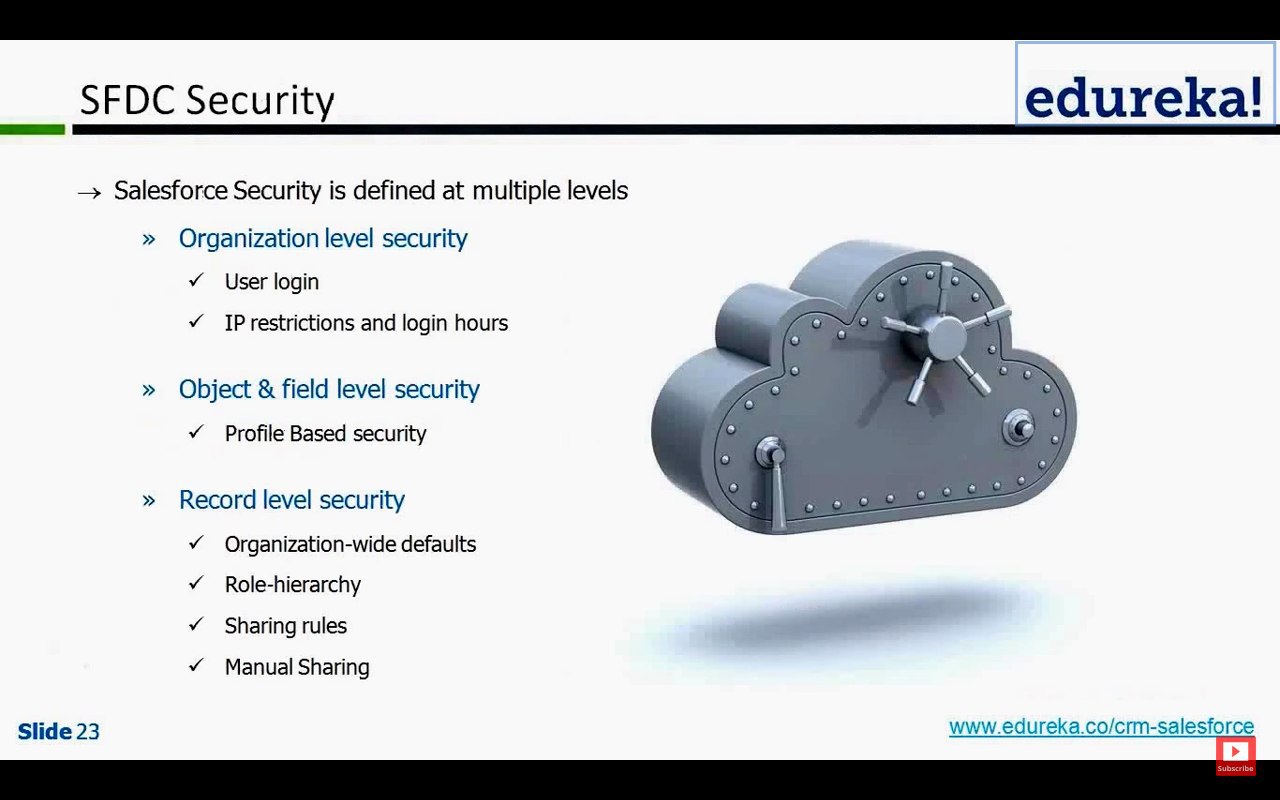 SFDC Security
edureka!
→ Salesforce Security is defined at multiple levels
» Organization level security
✓ User login
✓ IP restrictions and login hours
» Object & field level security
✓ Profile Based security
» Record level security
✓ Organization-wide defaults
✓ Role-hierarchy
✓ Sharing rules
✓ Manual Sharing
Slide 23
www.edureka.co/crm-salesforce
Subscribe